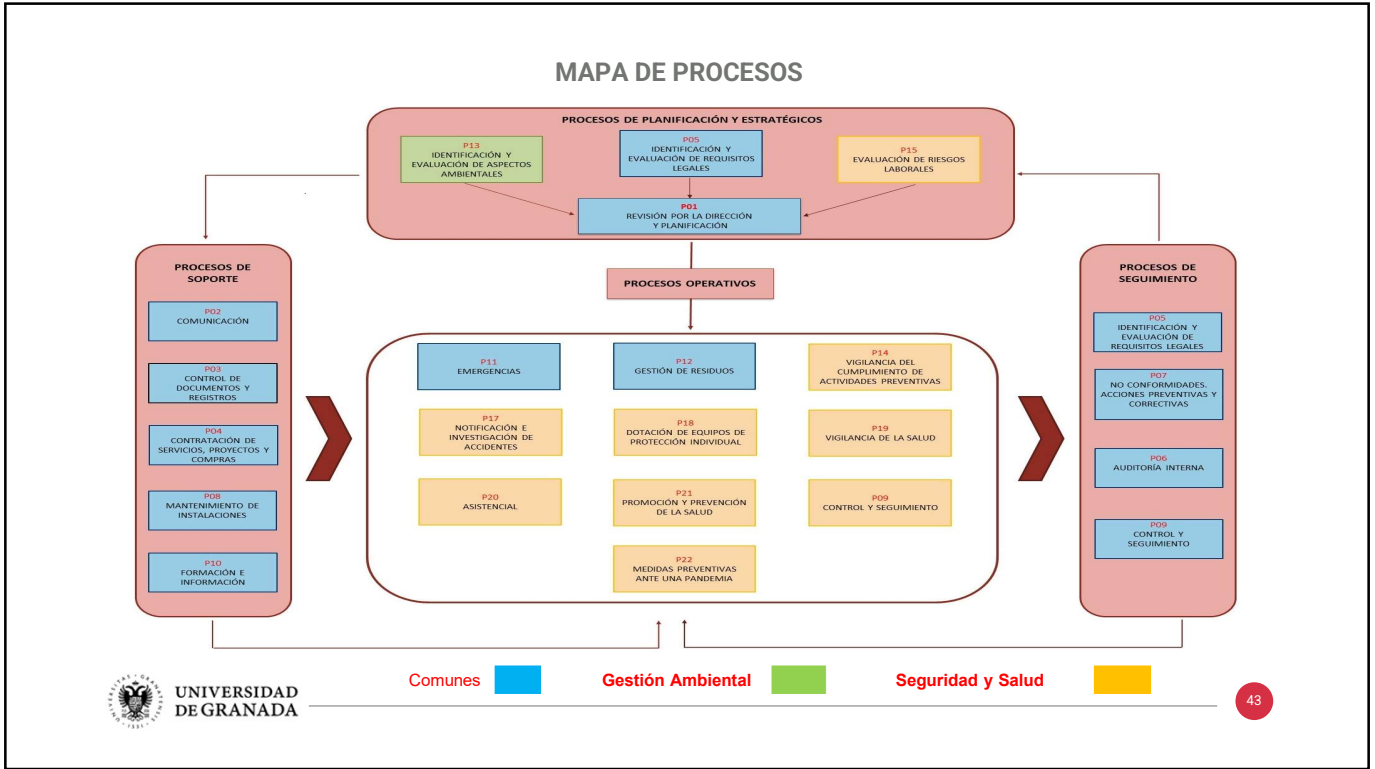 MAPA DE PROCESOS
PROCESOS DE PLANIFICACIÓN Y ESTRATÉGICOS
P13
IDENTIFICACIÓN Y
EVALUACIÓN DE ASPECTOS
AMBIENTALES
P05
IDENTIFICACIÓN Y
EVALUACIÓN DE REQUISITOS
LEGALES
P15
EVALUACIÓN DE RIESGOS
LABORALES
P01
REVISIÓN POR LA DIRECCIÓN
Y PLANIFICACIÓN
PROCESOS DE
SOPORTE
P02
COMUNICACIÓN
P03
CONTROL DE
DOCUMENTOS Y
REGISTROS
P04
CONTRATACIÓN DE
SERVICIOS, PROYECTOS Y
COMPRAS
P08
MANTENIMIENTO DE
INSTALACIONES
P10
FORMACIÓN E
INFORMACIÓN
PROCESOS OPERATIVOS
P11
EMERGENCIAS
P12
GESTIÓN DE RESIDUOS
P14
VIGILANCIA DEL
CUMPLIMIENTO DE
ACTIVIDADES PREVENTIVAS
P17
NOTIFICACIÓN E
INVESTIGACIÓN DE
ACCIDENTES
P18
DOTACIÓN DE EQUIPOS DE
PROTECCIÓN INDIVIDUAL
P19
VIGILANCIA DE LA SALUD
P20
ASISTENCIAL
P21
PROMOCIÓN Y PREVENCIÓN
DE LA SALUD
P09
CONTROL Y SEGUIMIENTO
P22
MEDIDAS PREVENTIVAS
ANTE UNA PANDEMIA
PROCESOS DE
SEGUIMIENTO
P05
IDENTIFICACIÓN Y
EVALUACIÓN DE
REQUISITOS LEGALES
P07
NO CONFORMIDADES.
ACCIONES PREVENTIVAS Y
CORRECTIVAS
P06
AUDITORÍA INTERNA
P09
CONTROL Y
SEGUIMIENTO
Comunes
Gestión Ambiental
Seguridad y Salud
UNIVERSIDAD
DE GRANADA
43